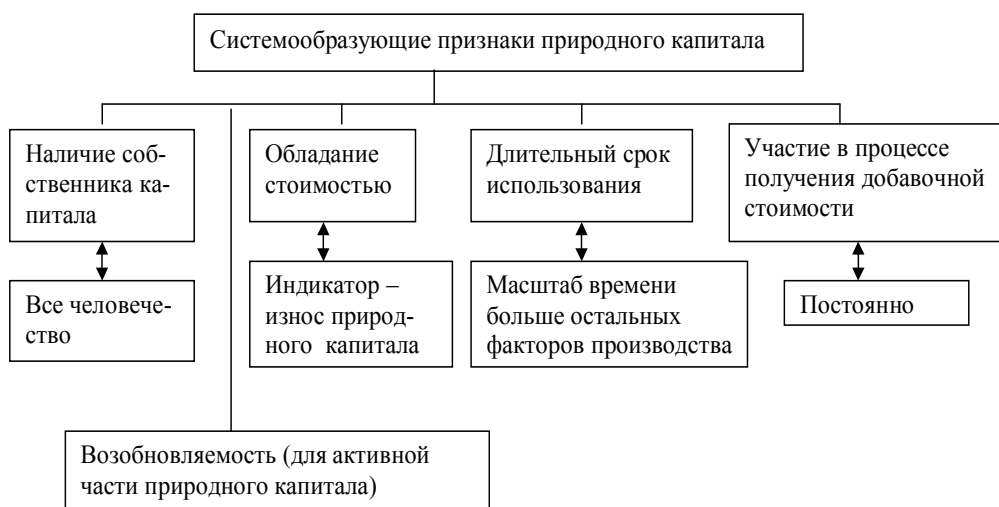 Системообразующие признаки природного капитала
Наличие соб-
ственника ка-
питала
Обладание
стоимостью
Длительный срок
использования
Участие в процессе
получения добавочной
стоимости
Все человече-
ство
Индикатор –
износ природ-
ного капитала
Масштаб времени
больше остальных
факторов производства
Постоянно
Возобновляемость (для активной
части природного капитала)